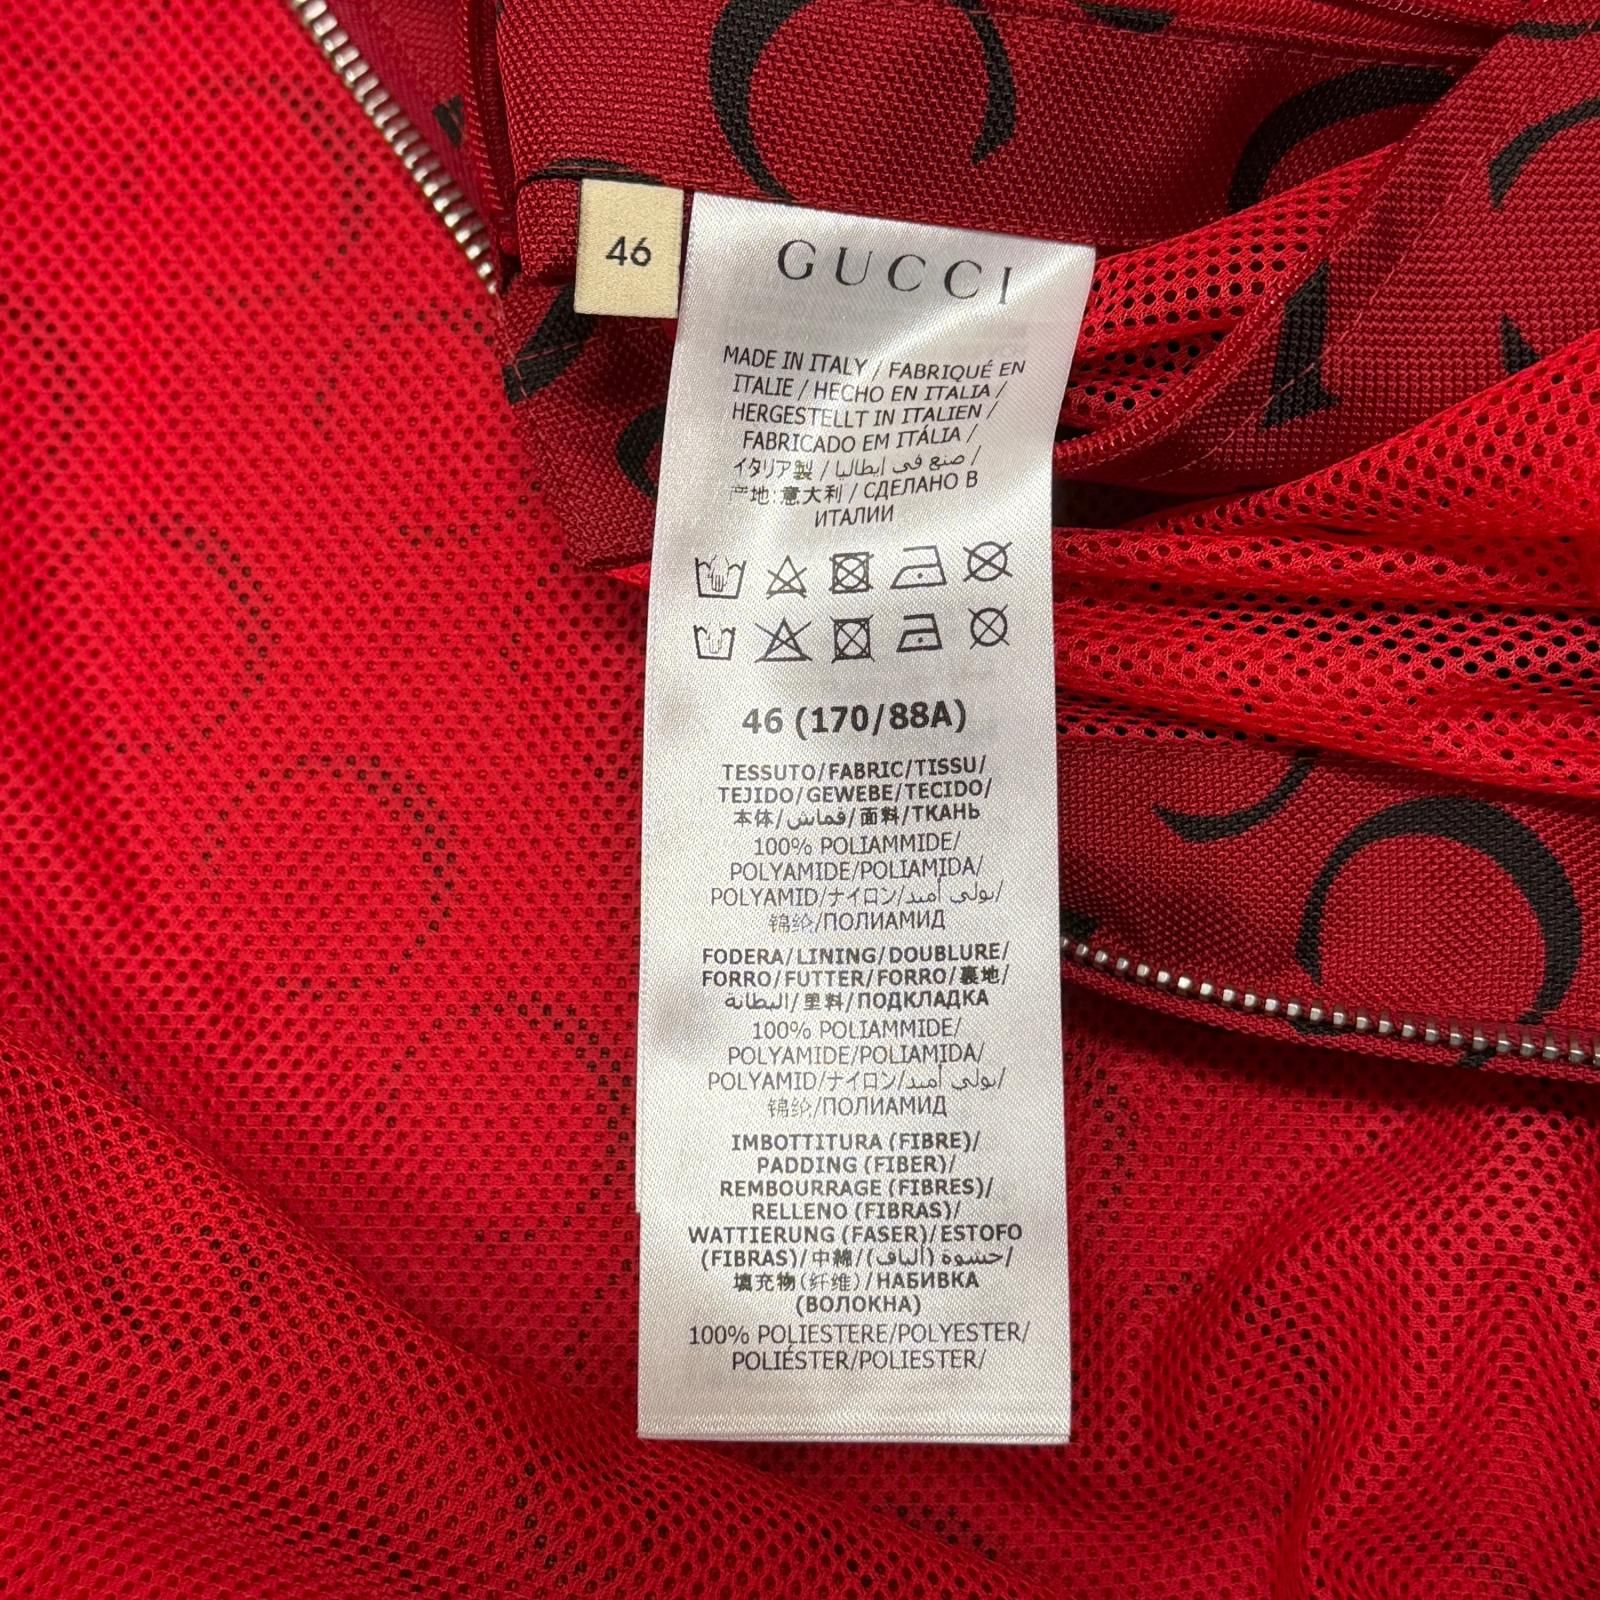 46
GUCCI
MADE IN ITALY / FABRIQUÉ EN
ITALIE / HECHO EN ITALIA /
HERGESTELLT IN ITALIEN /
FABRICADO EM ITÁLIA /
イタリア製 / صنع في ايطاليا /
产地:意大利 / СДЕЛАНО В
ИТАЛИИ
46 (170/88A)
TESSUTO/FABRIC/TISSU/
TEJIDO/GEWEBE/TECIDO/
本体/قماش/面料/ТКАНЬ
100% POLIAMMIDE/
POLYAMIDE/POLIAMIDA/
POLYAMID/ナイロン/بولي أميد/
锦纶/ПОЛИАМИД
FODERA/LINING/DOUBLURE/
FORRO/FUTTER/FORRO/裏地/
البطانة/里料/ПОДКЛАДКА
100% POLIAMMIDE/
POLYAMIDE/POLIAMIDA/
POLYAMID/ナイロン/بولي أميد/
锦纶/ПОЛИАМИД
IMBOTTITURA (FIBRE)/
PADDING (FIBER)/
REMBOURRAGE (FIBRES)/
RELLENO (FIBRAS)/
WATTIERUNG (FASER)/ESTOFO
(FIBRAS)/中綿/حشوة (ألياف)/
填充物(纤维)/НАБИВКА
(ВОЛОКНА)
100% POLIESTERE/POLYESTER/
POLIÉSTER/POLIESTER/